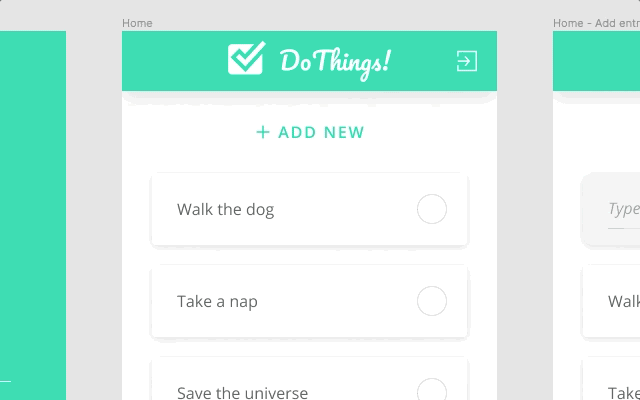 Home
Home - Add entr
DoThings!
+ ADD NEW
Walk the dog
Type
Take a nap
Walk
Save the universe
Take